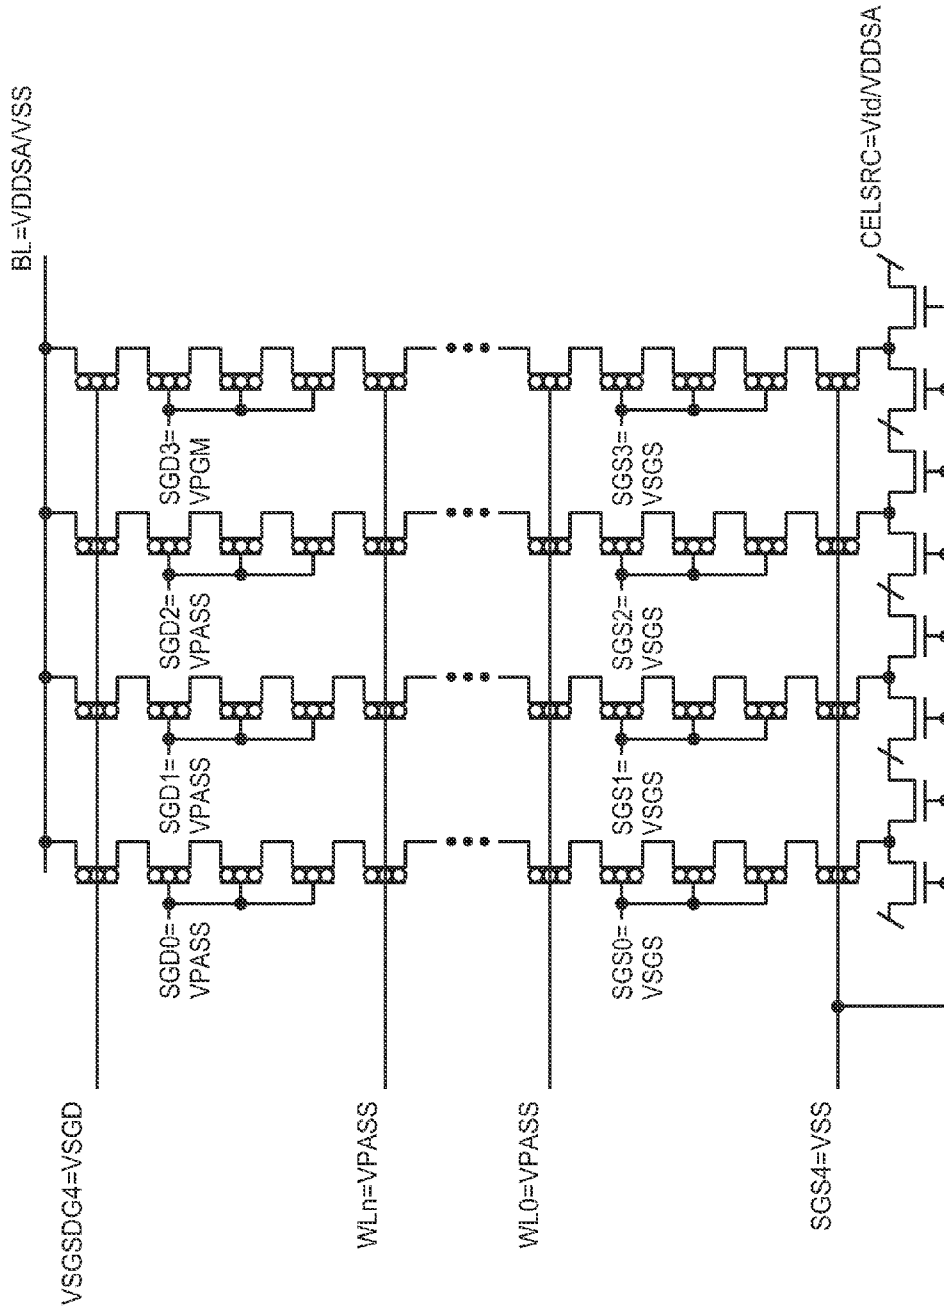 BL=VDDSA/VSS
VSGSDG4=VSGD
SGD0=
VPASS
SGD1=
VPASS
SGD2=
VPASS
SGD3=
VPGM
WLn=VPASS
WL0=VPASS
SGS0=
VSGS
SGS1=
VSGS
SGS2=
VSGS
SGS3=
VSGS
SGS4=VSS
CELSRC=Vtd/VDDSA